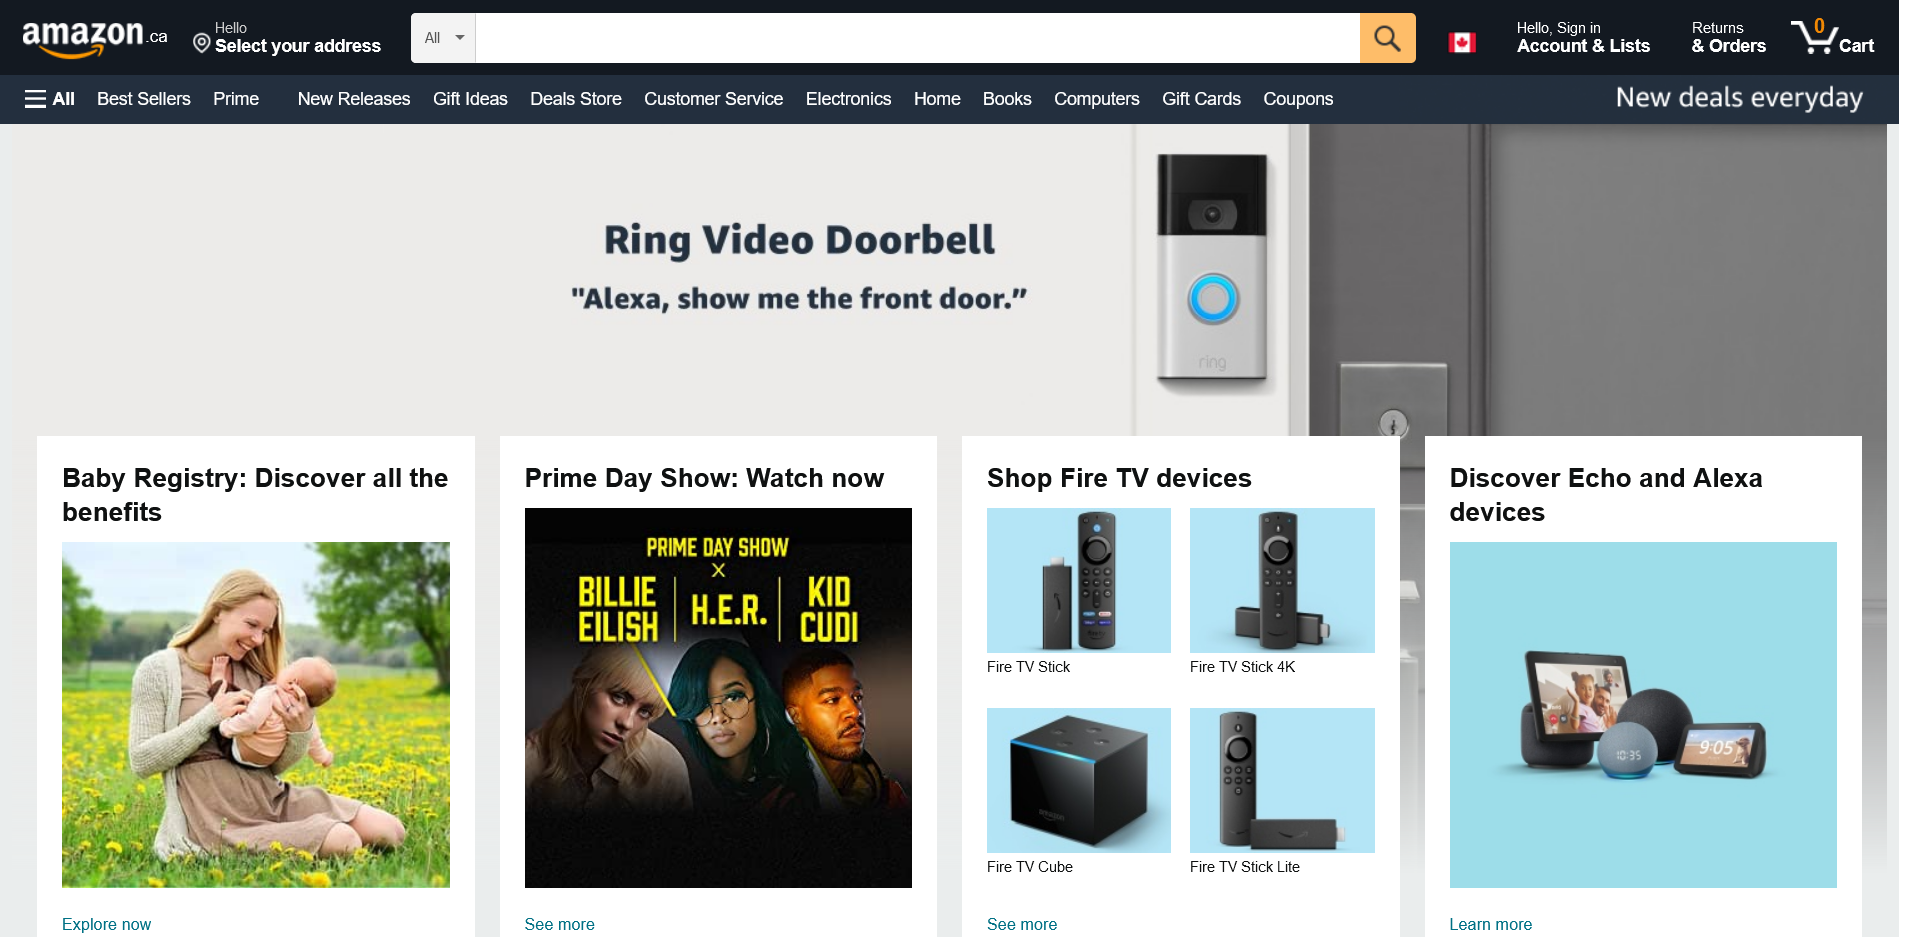 amazon.ca
Hello
Select your address
All
Hello, Sign in
Account & Lists
Returns
& Orders
0
Cart
All
Best Sellers
Prime
New Releases
Gift Ideas
Deals Store
Customer Service
Electronics
Home
Books
Computers
Gift Cards
Coupons
New deals everyday
Ring Video Doorbell
"Alexa, show me the front door.”
ring
Baby Registry: Discover all the
benefits
Explore now
Prime Day Show: Watch now
PRIME DAY SHOW
X
BILLIE
EILISH
H.E.R.
KID
CUDI
See more
Shop Fire TV devices
Fire TV Stick
Fire TV Stick 4K
amazon
Fire TV Cube
Fire TV Stick Lite
See more
Discover Echo and Alexa
devices
10:35
9:05
Learn more